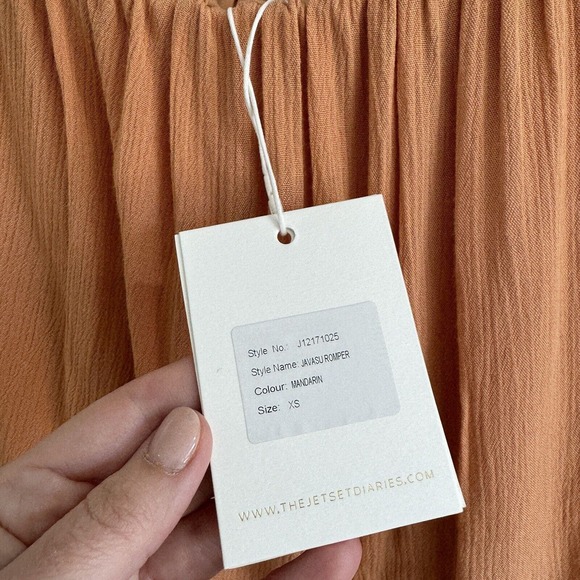 Style No.: J12171025
Style Name: JAVASU ROMPER
Colour: MANDARIN
Size: XS
WWW.THEJETSETDIARIES.COM